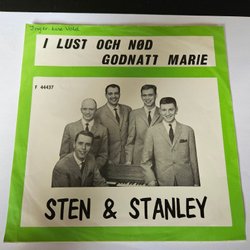 I LUST OCH NØD
GODNATT MARIE
F 44437
STEN & STANLEY